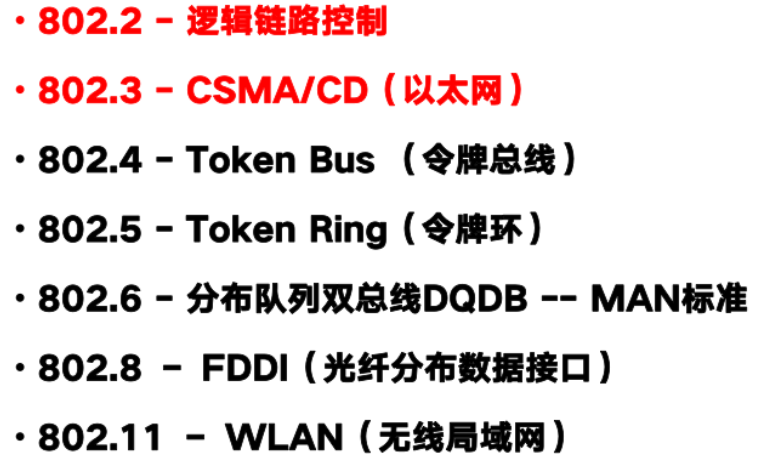 · 802.2 - 逻辑链路控制
· 802.3 - CSMA/CD（以太网）
· 802.4 - Token Bus （令牌总线）
· 802.5 - Token Ring（令牌环）
· 802.6 - 分布队列双总线DQDB -- MAN标准
· 802.8 - FDDI（光纤分布数据接口）
· 802.11 - WLAN（无线局域网）